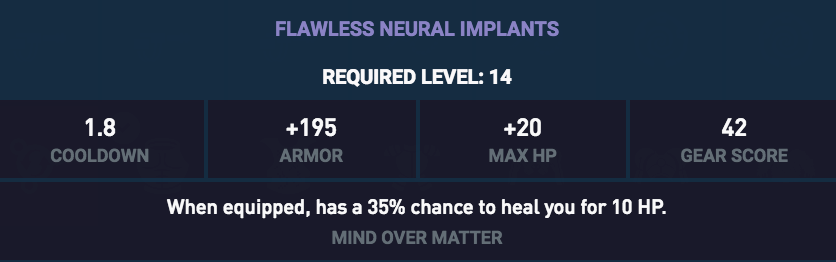 FLAWLESS NEURAL IMPLANTS
REQUIRED LEVEL: 14
1.8
COOLDOWN
+195
ARMOR
+20
MAX HP
42
GEAR SCORE
When equipped, has a 35% chance to heal you for 10 HP.
MIND OVER MATTER